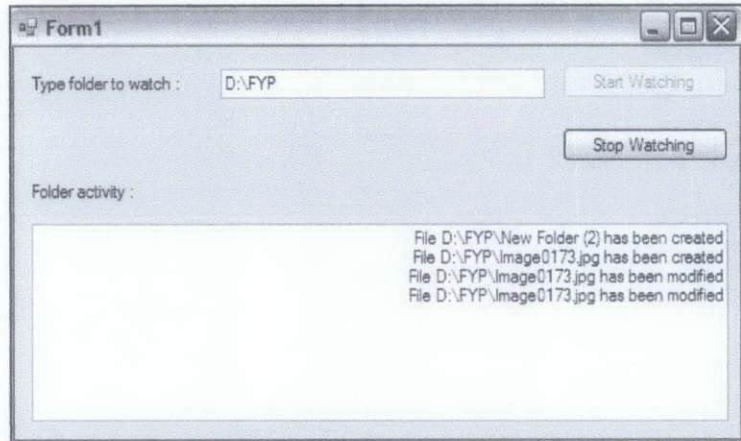 Form1
Type folder to watch :
D:\FYP
Start Watching
Stop Watching
Folder activity :
File D:\FYP\New Folder (2) has been created
File D:\FYP\Image0173.jpg has been created
File D:\FYP\Image0173.jpg has been modified
File D:\FYP\Image0173.jpg has been modified